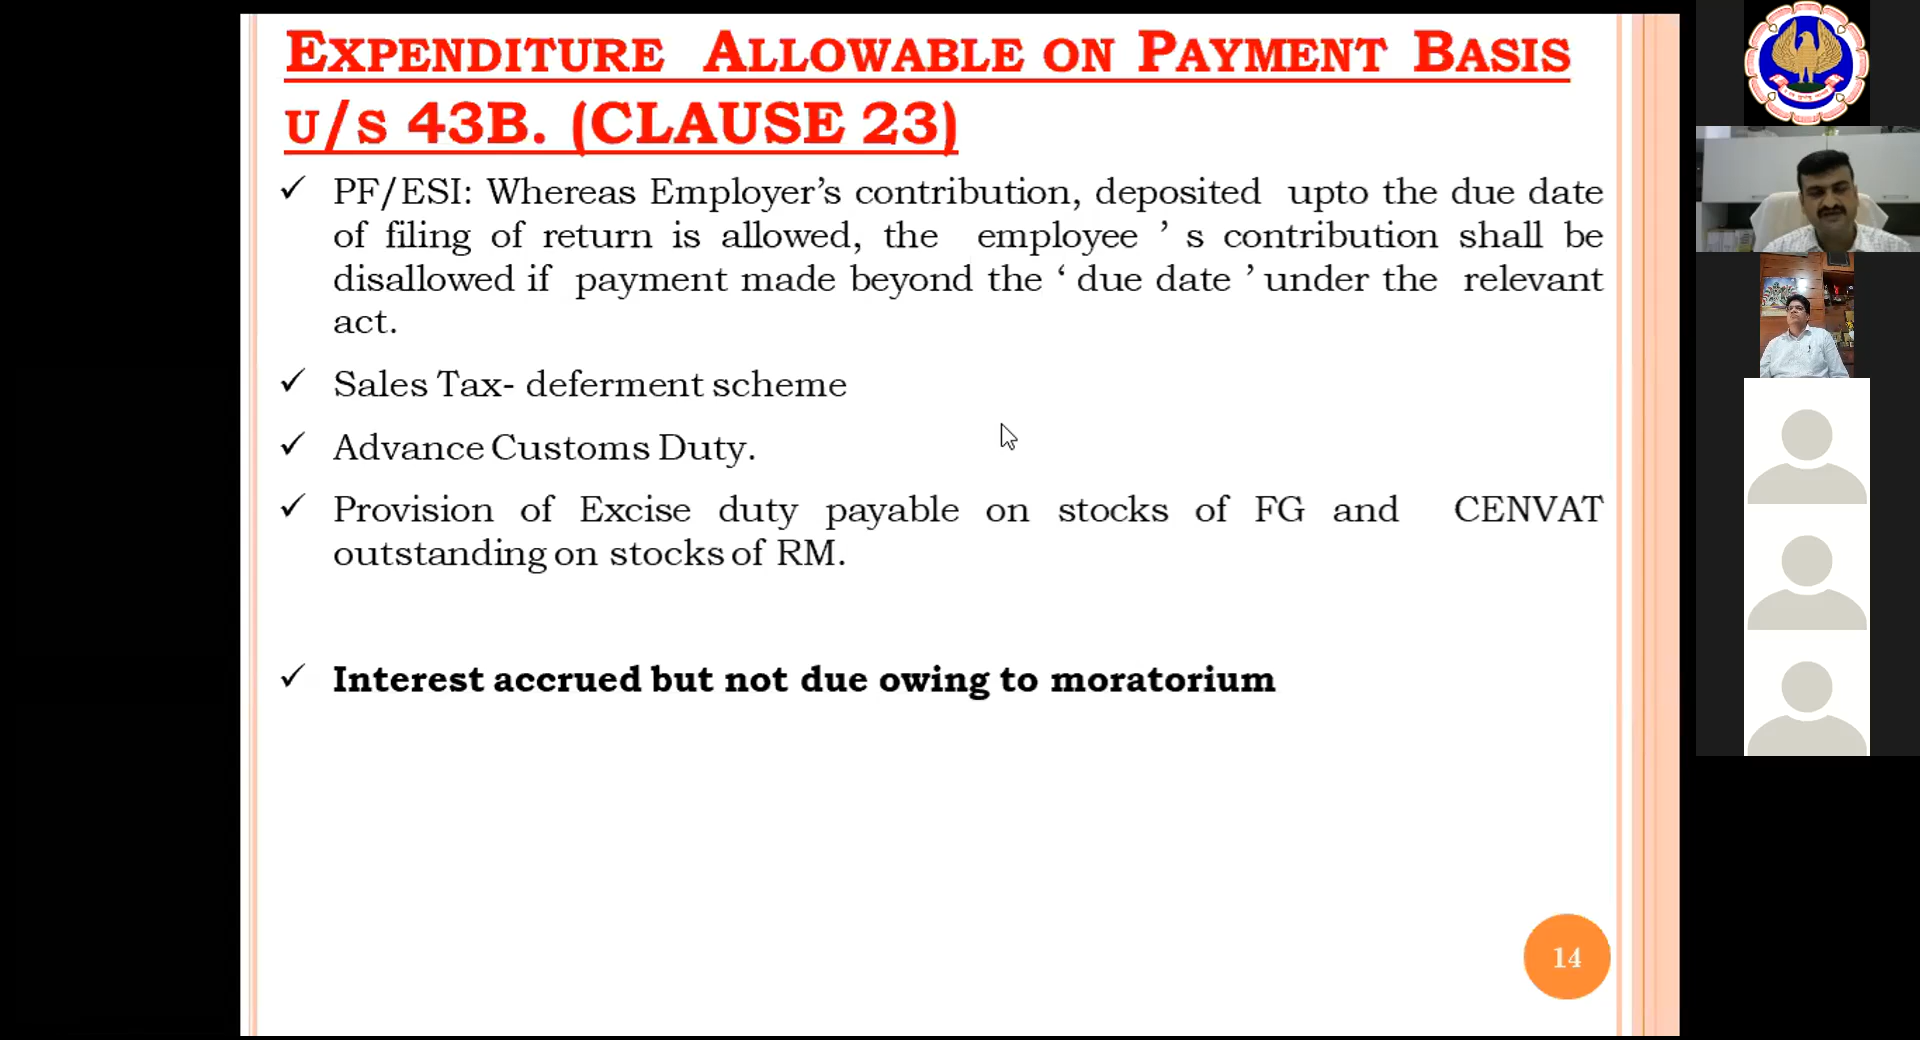 EXPENDITURE ALLOWABLE ON PAYMENT BASIS
U/S 43B. (CLAUSE 23)
✓ PF/ESI: Whereas Employer’s contribution, deposited upto the due date
of filing of return is allowed, the employee ’ s contribution shall be
disallowed if payment made beyond the ‘ due date ’ under the relevant
act.
✓ Sales Tax- deferment scheme
✓ Advance Customs Duty.
✓ Provision of Excise duty payable on stocks of FG and CENVAT
outstanding on stocks of RM.
✓ Interest accrued but not due owing to moratorium
14